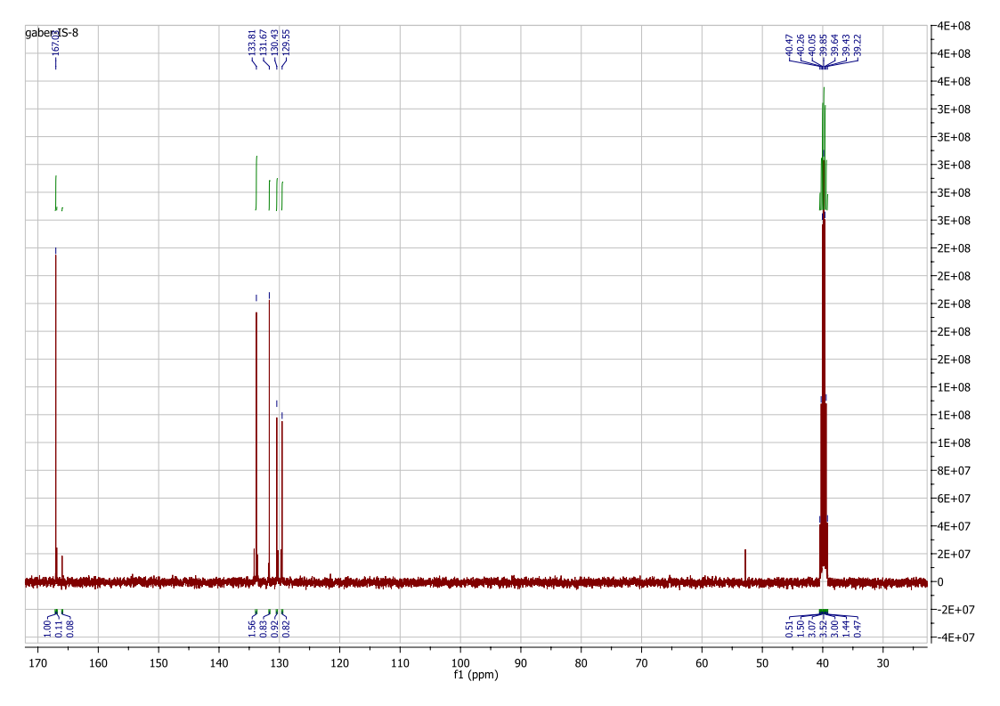 gaber-IS-8
167.03
133.81
131.67
130.43
129.55
40.47
40.26
40.05
39.85
39.64
39.43
39.22
4E+08
4E+08
4E+08
3E+08
3E+08
3E+08
3E+08
3E+08
2E+08
2E+08
2E+08
2E+08
2E+08
1E+08
1E+08
1E+08
8E+07
6E+07
4E+07
2E+07
0
-2E+07
-4E+07
1.00
0.11
0.08
1.56
0.83
0.92
0.82
0.51
1.50
3.07
3.52
3.00
1.44
0.47
170 160 150 140 130 120 110 100 90 80 70 60 50 40 30
f1 (ppm)